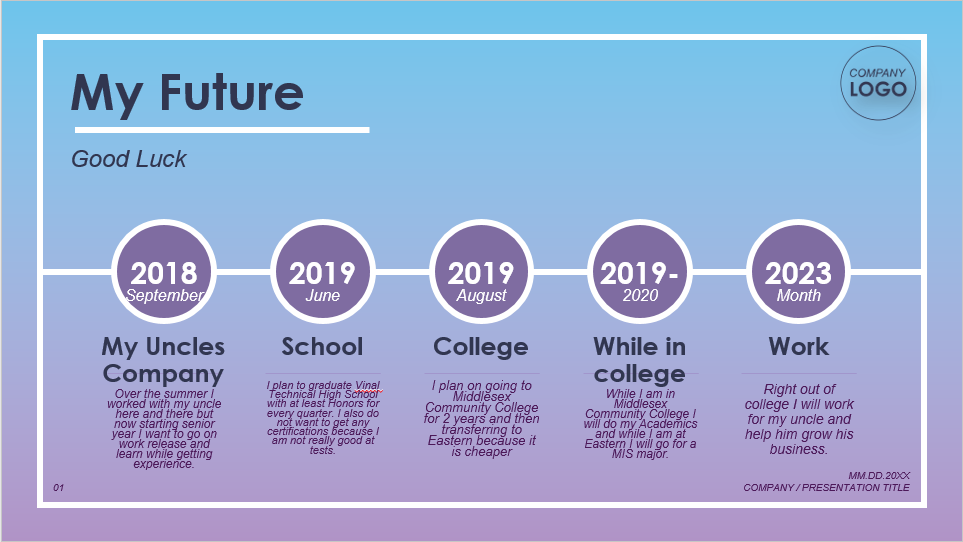 My Future
COMPANY
LOGO
Good Luck
2018
September
2019
June
2019
August
2019-
2020
2023
Month
My Uncles
Company
Over the summer I
worked with my uncle
here and there but
now starting senior
year I want to go on
work release and
learn while getting
experience.
School
I plan to graduate Vinal
Technical High School
with at least Honors for
every quarter. I also do
not want to get any
certifications because I
am not really good at
tests.
College
I plan on going to
Middlesex
Community College
for 2 years and then
transferring to
Eastern because it
is cheaper
While in
college
While I am in
Middlesex
Community College I
will do my Academics
and while I am at
Eastern I will go for a
MIS major.
Work
Right out of
college I will work
for my uncle and
help him grow his
business.
01
MM.DD.20XX
COMPANY / PRESENTATION TITLE